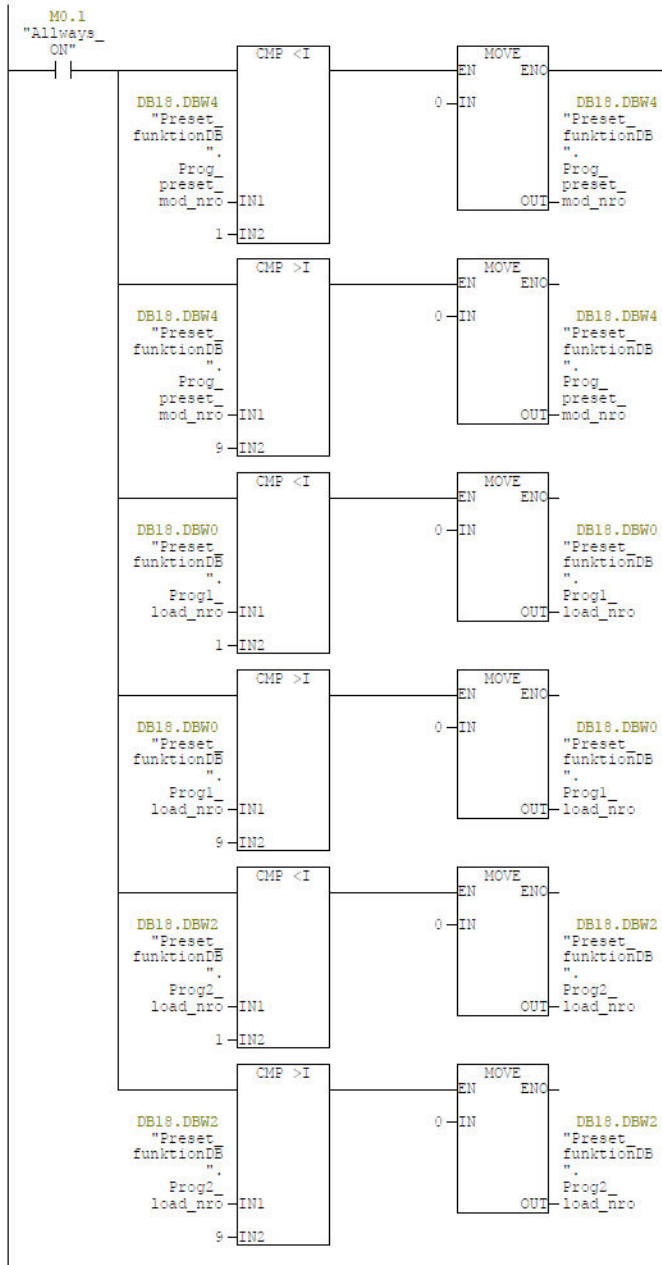 M0.1
"Allways_
ON"
CMP <I
MOVE
EN ENO
DB18.DBW4
"Preset_
funktionDB
".
Prog_
preset_
mod_nro
IN1
1 IN2
0 IN
DB18.DBW4
"Preset_
funktionDB
".
Prog_
preset_
OUT mod_nro
CMP >I
MOVE
EN ENO
DB18.DBW4
"Preset_
funktionDB
".
Prog_
preset_
mod_nro
IN1
9 IN2
0 IN
DB18.DBW4
"Preset_
funktionDB
".
Prog_
preset_
OUT mod_nro
CMP <I
MOVE
EN ENO
DB18.DBW0
"Preset_
funktionDB
".
Prog1_
load_nro
IN1
1 IN2
0 IN
DB18.DBW0
"Preset_
funktionDB
".
Prog1_
OUT load_nro
CMP >I
MOVE
EN ENO
DB18.DBW0
"Preset_
funktionDB
".
Prog1_
load_nro
IN1
9 IN2
0 IN
DB18.DBW0
"Preset_
funktionDB
".
Prog1_
OUT load_nro
CMP <I
MOVE
EN ENO
DB18.DBW2
"Preset_
funktionDB
".
Prog2_
load_nro
IN1
1 IN2
0 IN
DB18.DBW2
"Preset_
funktionDB
".
Prog2_
OUT load_nro
CMP >I
MOVE
EN ENO
DB18.DBW2
"Preset_
funktionDB
".
Prog2_
load_nro
IN1
9 IN2
0 IN
DB18.DBW2
"Preset_
funktionDB
".
Prog2_
OUT load_nro